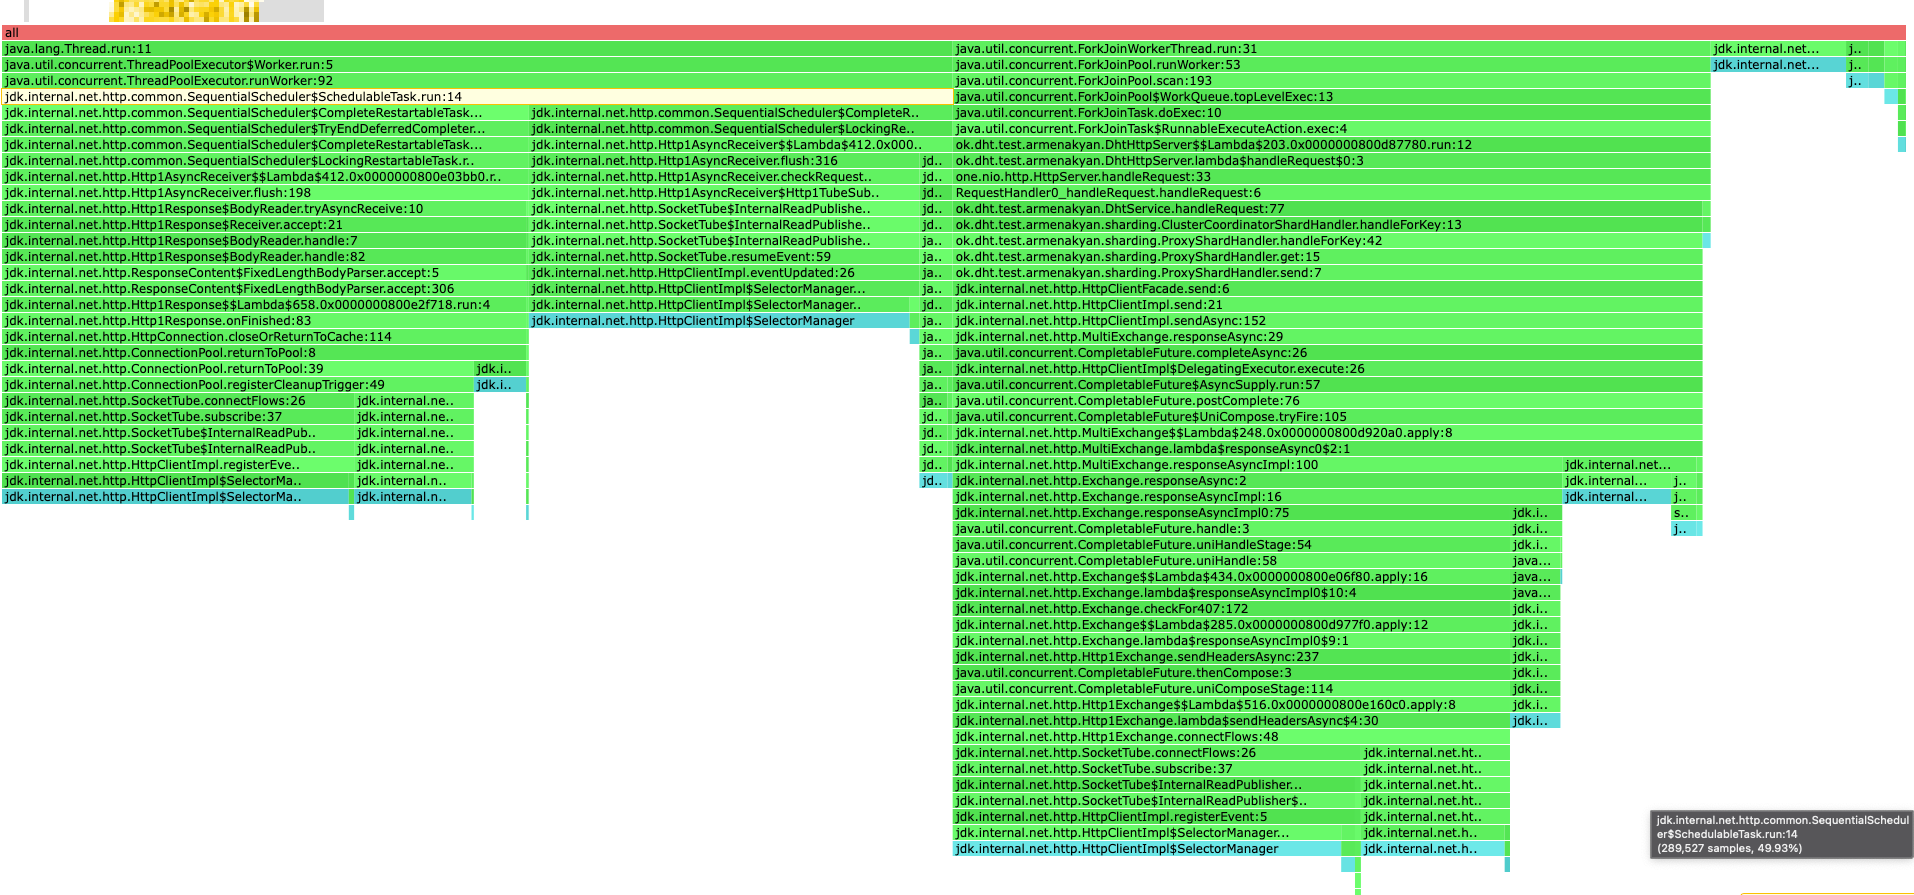 all
java.lang.Thread.run:11 java.util.concurrent.ForkJoinWorkerThread.run:31 jdk.internal.net... j..
java.util.concurrent.ThreadPoolExecutor$Worker.run:5 java.util.concurrent.ForkJoinPool.runWorker:53 jdk.internal.net... j..
java.util.concurrent.ThreadPoolExecutor.runWorker:92 java.util.concurrent.ForkJoinPool.scan:193 j..
jdk.internal.net.http.common.SequentialScheduler$SchedulableTask.run:14 java.util.concurrent.ForkJoinPool$WorkQueue.topLevelExec:13
jdk.internal.net.http.common.SequentialScheduler$CompleteRestartableTask... jdk.internal.net.http.common.SequentialScheduler$CompleteR.. java.util.concurrent.ForkJoinTask.doExec:10
jdk.internal.net.http.common.SequentialScheduler$TryEndDeferredCompleter... jdk.internal.net.http.common.SequentialScheduler$LockingRe.. java.util.concurrent.ForkJoinTask$RunnableExecuteAction.exec:4
jdk.internal.net.http.common.SequentialScheduler$CompleteRestartableTask... jdk.internal.net.http.Http1AsyncReceiver$$Lambda$412.0x000.. ok.dht.test.armenakyan.DhtHttpServer$$Lambda$203.0x0000000800d87780.run:12
jdk.internal.net.http.common.SequentialScheduler$LockingRestartableTask.r.. jdk.internal.net.http.Http1AsyncReceiver.flush:316 jd.. ok.dht.test.armenakyan.DhtHttpServer.lambda$handleRequest$0:3
jdk.internal.net.http.Http1AsyncReceiver$$Lambda$412.0x0000000800e03bb0.r.. jdk.internal.net.http.Http1AsyncReceiver.checkRequest.. jd.. one.nio.http.HttpServer.handleRequest:33
jdk.internal.net.http.Http1AsyncReceiver.flush:198 jdk.internal.net.http.Http1AsyncReceiver$Http1TubeSub.. jd.. RequestHandler0_handleRequest.handleRequest:6
jdk.internal.net.http.Http1Response$BodyReader.tryAsyncReceive:10 jdk.internal.net.http.SocketTube$InternalReadPublishe.. jd.. ok.dht.test.armenakyan.DhtService.handleRequest:77
jdk.internal.net.http.Http1Response$Receiver.accept:21 jdk.internal.net.http.SocketTube$InternalReadPublishe.. jd.. ok.dht.test.armenakyan.sharding.ClusterCoordinatorShardHandler.handleForKey:13
jdk.internal.net.http.Http1Response$BodyReader.handle:7 jdk.internal.net.http.SocketTube$InternalReadPublishe.. ja.. ok.dht.test.armenakyan.sharding.ProxyShardHandler.handleForKey:42
jdk.internal.net.http.Http1Response$BodyReader.handle:82 jdk.internal.net.http.SocketTube.resumeEvent:59 ja.. ok.dht.test.armenakyan.sharding.ProxyShardHandler.get:15
jdk.internal.net.http.ResponseContent$FixedLengthBodyParser.accept:5 jdk.internal.net.http.HttpClientImpl.eventUpdated:26 ja.. ok.dht.test.armenakyan.sharding.ProxyShardHandler.send:7
jdk.internal.net.http.ResponseContent$FixedLengthBodyParser.accept:306 jdk.internal.net.http.HttpClientImpl$SelectorManager... ja.. jdk.internal.net.http.HttpClientFacade.send:6
jdk.internal.net.http.Http1Response$$Lambda$658.0x0000000800e2f718.run:4 jdk.internal.net.http.HttpClientImpl$SelectorManager.. jd.. jdk.internal.net.http.HttpClientImpl.send:21
jdk.internal.net.http.Http1Response.onFinished:83 jdk.internal.net.http.HttpClientImpl$SelectorManager ja.. jdk.internal.net.http.HttpClientImpl.sendAsync:152
jdk.internal.net.http.HttpConnection.closeOrReturnToCache:114 ja.. jdk.internal.net.http.MultiExchange.responseAsync:29
jdk.internal.net.http.ConnectionPool.returnToPool:8 ja.. java.util.concurrent.CompletableFuture.completeAsync:26
jdk.internal.net.http.ConnectionPool.returnToPool:39 jdk.i.. ja.. jdk.internal.net.http.HttpClientImpl$DelegatingExecutor.execute:26
jdk.internal.net.http.ConnectionPool.registerCleanupTrigger:49 jdk.i.. ja.. java.util.concurrent.CompletableFuture$AsyncSupply.run:57
jdk.internal.net.http.SocketTube.connectFlows:26 jdk.internal.ne.. ja.. java.util.concurrent.CompletableFuture.postComplete:76
jdk.internal.net.http.SocketTube.subscribe:37 jdk.internal.ne.. jd.. java.util.concurrent.CompletableFuture$UniCompose.tryFire:105
jdk.internal.net.http.SocketTube$InternalReadPub.. jdk.internal.ne.. jd.. jdk.internal.net.http.MultiExchange$$Lambda$248.0x0000000800d920a0.apply:8
jdk.internal.net.http.SocketTube$InternalReadPub.. jdk.internal.ne.. jd.. jdk.internal.net.http.MultiExchange.lambda$responseAsync0$2:1
jdk.internal.net.http.HttpClientImpl.registerEve.. jdk.internal.ne.. jd.. jdk.internal.net.http.MultiExchange.responseAsyncImpl:100 jdk.internal.net...
jdk.internal.net.http.HttpClientImpl$SelectorMa.. jdk.internal.n.. jd.. jdk.internal.net.http.Exchange.responseAsync:2 jdk.internal... j..
jdk.internal.net.http.HttpClientImpl$SelectorMa.. jdk.internal.n.. jdk.internal.net.http.Exchange.responseAsyncImpl:16 jdk.internal... j..
jdk.internal.net.http.Exchange.responseAsyncImpl0:75 jdk.i.. s..
java.util.concurrent.CompletableFuture.handle:3 jdk.i.. j..
java.util.concurrent.CompletableFuture.uniHandleStage:54 jdk.i..
java.util.concurrent.CompletableFuture.uniHandle:58 java...
jdk.internal.net.http.Exchange$$Lambda$434.0x0000000800e06f80.apply:16 java...
jdk.internal.net.http.Exchange.lambda$responseAsyncImpl0$10:4 java...
jdk.internal.net.http.Exchange.checkFor407:172 jdk.i..
jdk.internal.net.http.Exchange$$Lambda$285.0x0000000800d977f0.apply:12 jdk.i..
jdk.internal.net.http.Exchange.lambda$responseAsyncImpl0$9:1 jdk.i..
jdk.internal.net.http.Http1Exchange.sendHeadersAsync:237 jdk.i..
java.util.concurrent.CompletableFuture.thenCompose:3 jdk.i..
java.util.concurrent.CompletableFuture.uniComposeStage:114 jdk.i..
jdk.internal.net.http.Http1Exchange$$Lambda$516.0x0000000800e160c0.apply:8 jdk.i..
jdk.internal.net.http.Http1Exchange.lambda$sendHeadersAsync$4:30 jdk.i..
jdk.internal.net.http.Http1Exchange.connectFlows:48
jdk.internal.net.http.SocketTube.connectFlows:26 jdk.internal.net.ht..
jdk.internal.net.http.SocketTube.subscribe:37 jdk.internal.net.ht..
jdk.internal.net.http.SocketTube$InternalReadPublisher... jdk.internal.net.ht..
jdk.internal.net.http.SocketTube$InternalReadPublisher$.. jdk.internal.net.ht..
jdk.internal.net.http.HttpClientImpl.registerEvent:5 jdk.internal.net.ht..
jdk.internal.net.http.HttpClientImpl$SelectorManager... jdk.internal.net.h..
jdk.internal.net.http.HttpClientImpl$SelectorManager jdk.internal.net.h..
jdk.internal.net.http.common.SequentialSchedul
er$SchedulableTask.run:14
(289,527 samples, 49.93%)